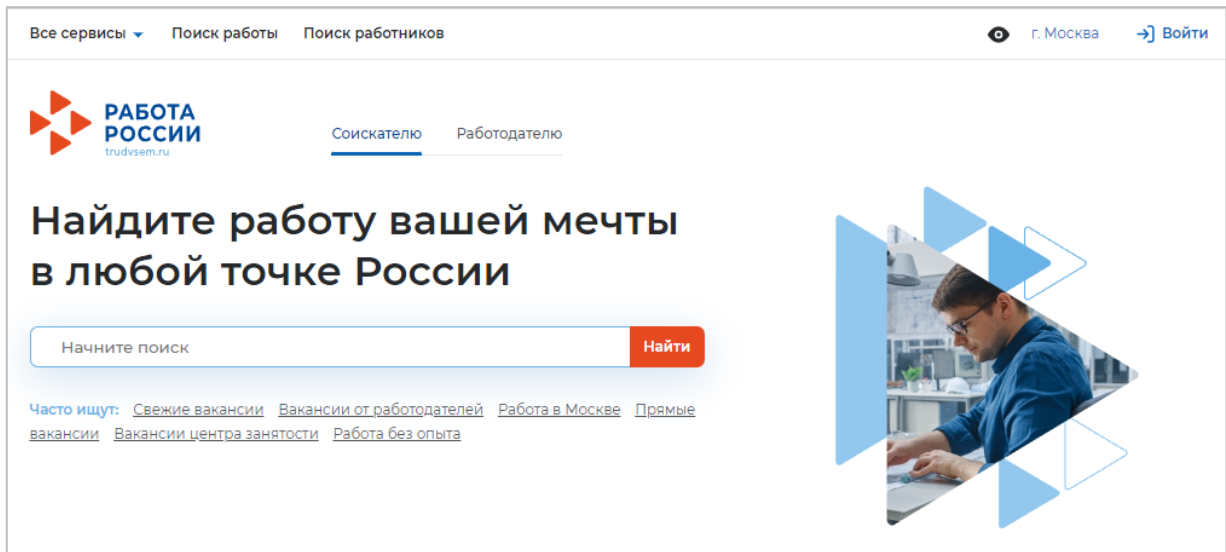 Все сервисы Поиск работы Поиск работников г. Москва Войти
РАБОТА
РОССИИ
trudvsem.ru
Соискателю Работодателю
Найдите работу вашей мечты
в любой точке России
Начните поиск Найти
Часто ищут: Свежие вакансии Вакансии от работодателей Работа в Москве Прямые
вакансии Вакансии центра занятости Работа без опыта